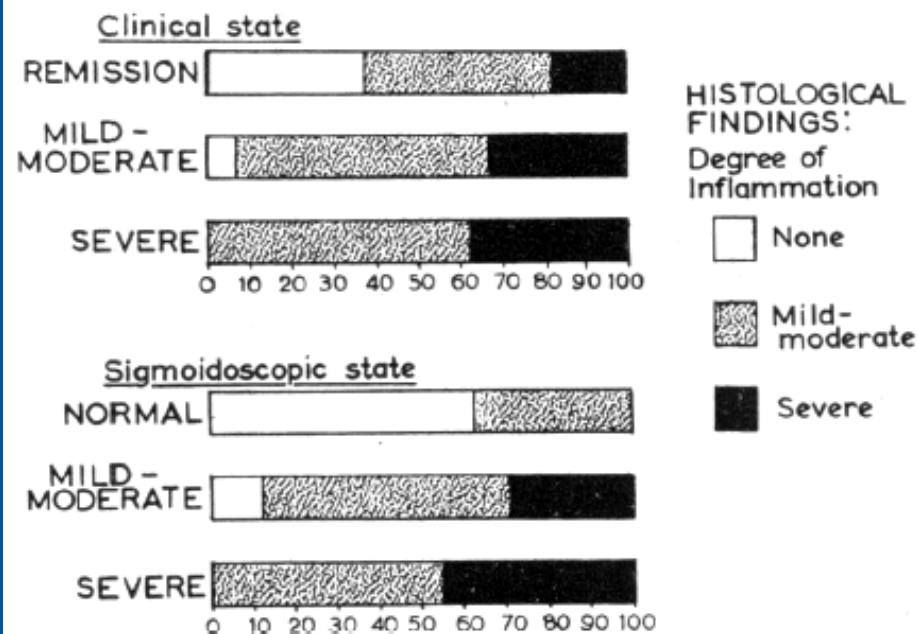 Clinical state
REMISSION
MILD -
MODERATE
SEVERE
0 10 20 30 40 50 60 70 80 90 100
Sigmoidoscopic state
NORMAL
MILD -
MODERATE
SEVERE
0 10 20 30 40 50 60 70 80 90 100
HISTOLOGICAL
FINDINGS:
Degree of
Inflammation
None
Mild-
moderate
Severe